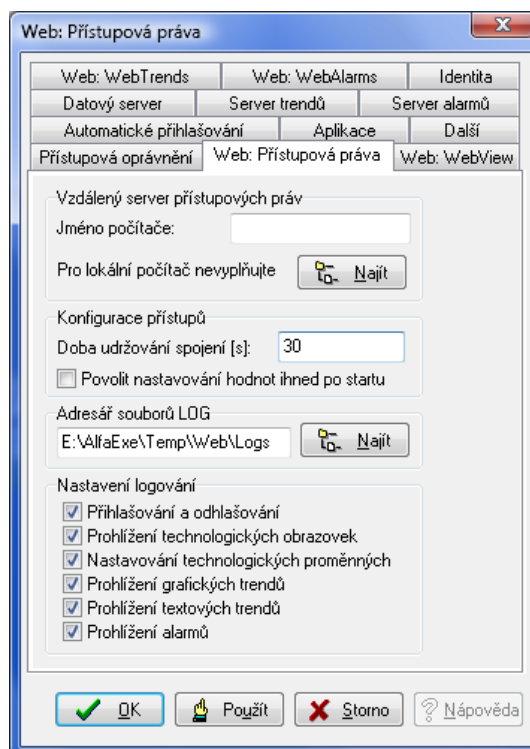 Web: Přístupová práva
Web: WebTrends
Web: WebAlarms
Identita
Datový server
Server trendů
Server alarmů
Automatické přihlašování
Aplikace
Další
Přístupová oprávnění
Web: Přístupová práva
Web: WebView
Vzdálený server přístupových práv
Jméno počítače:
Pro lokální počítač nevyplňujte
Najít
Konfigurace přístupů
Doba udržování spojení [s]: 30
Povolit nastavování hodnot ihned po startu
Adresář souborů LOG
E:\AlfaExe\Temp\Web\Logs
Najít
Nastavení logování
Přihlašování a odhlašování
Prohlížení technologických obrazovek
Nastavování technologických proměnných
Prohlížení grafických trendů
Prohlížení textových trendů
Prohlížení alarmů
OK
Použít
Storno
Nápověda